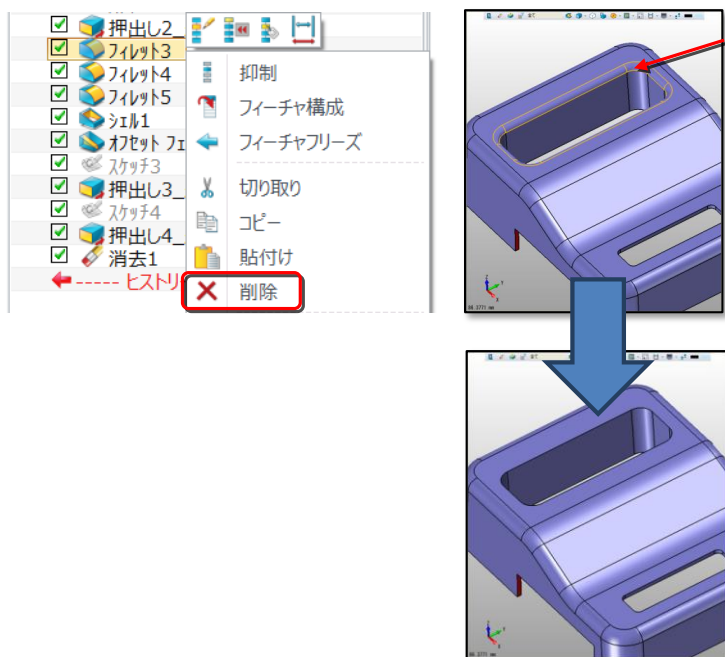 押出し2_
フィレット3
フィレット4
フィレット5
シェル1
オフセット フェ
スケッチ3
押出し3_
スケッチ4
押出し4_
消去1
----- ヒストリ
抑制
フィーチャ構成
フィーチャフリーズ
切り取り
コピー
貼付け
削除